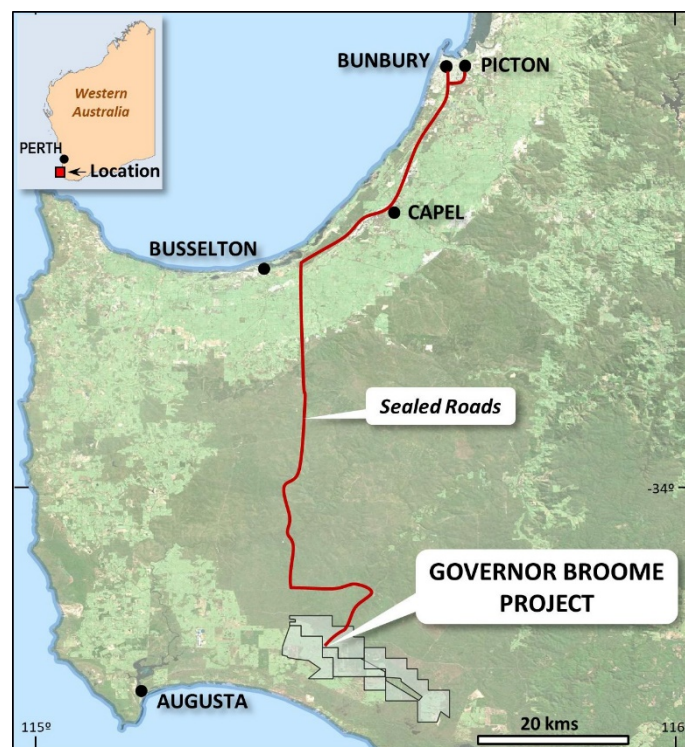 Western
Australia
PERTH
Location
BUNBURY
PICTON
CAPEL
BUSSELTON
Sealed Roads
-34º
GOVERNOR BROOME
PROJECT
AUGUSTA
20 kms
115º
116